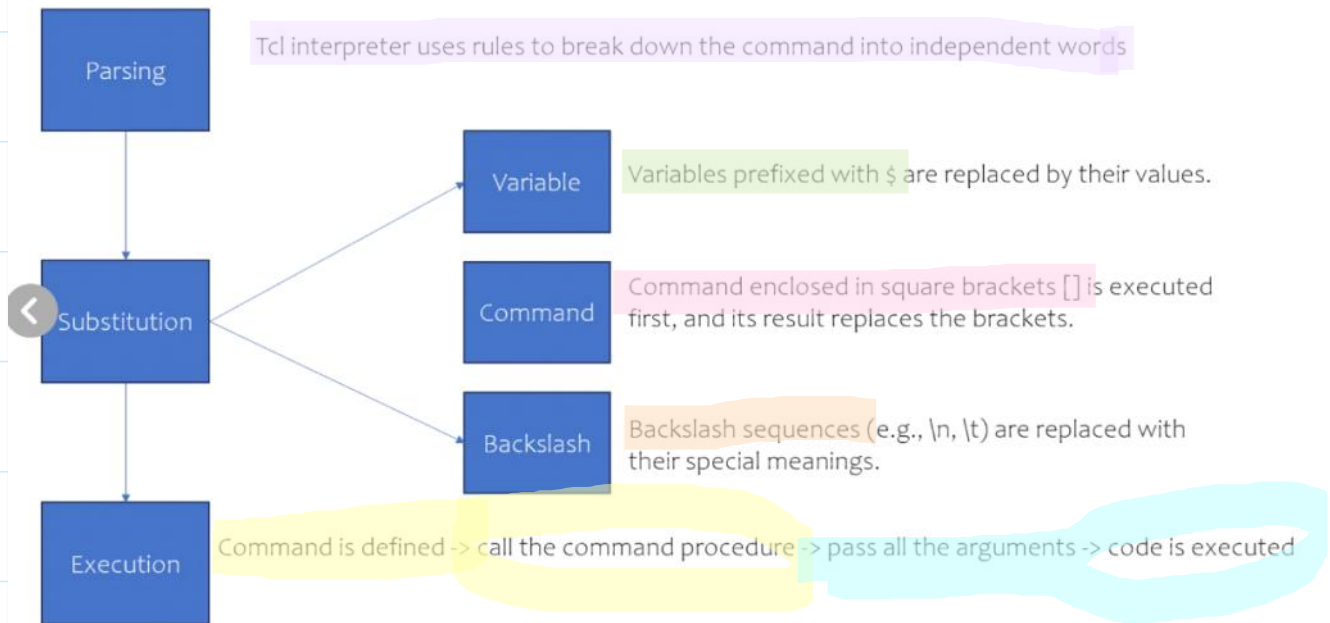 Parsing
Tcl interpreter uses rules to break down the command into independent words
Variable
Variables prefixed with $ are replaced by their values.
Substitution
Command
Command enclosed in square brackets [] is executed
first, and its result replaces the brackets.
Backslash
Backslash sequences (e.g., \n, \t) are replaced with
their special meanings.
Execution
Command is defined -> call the command procedure -> pass all the arguments -> code is executed